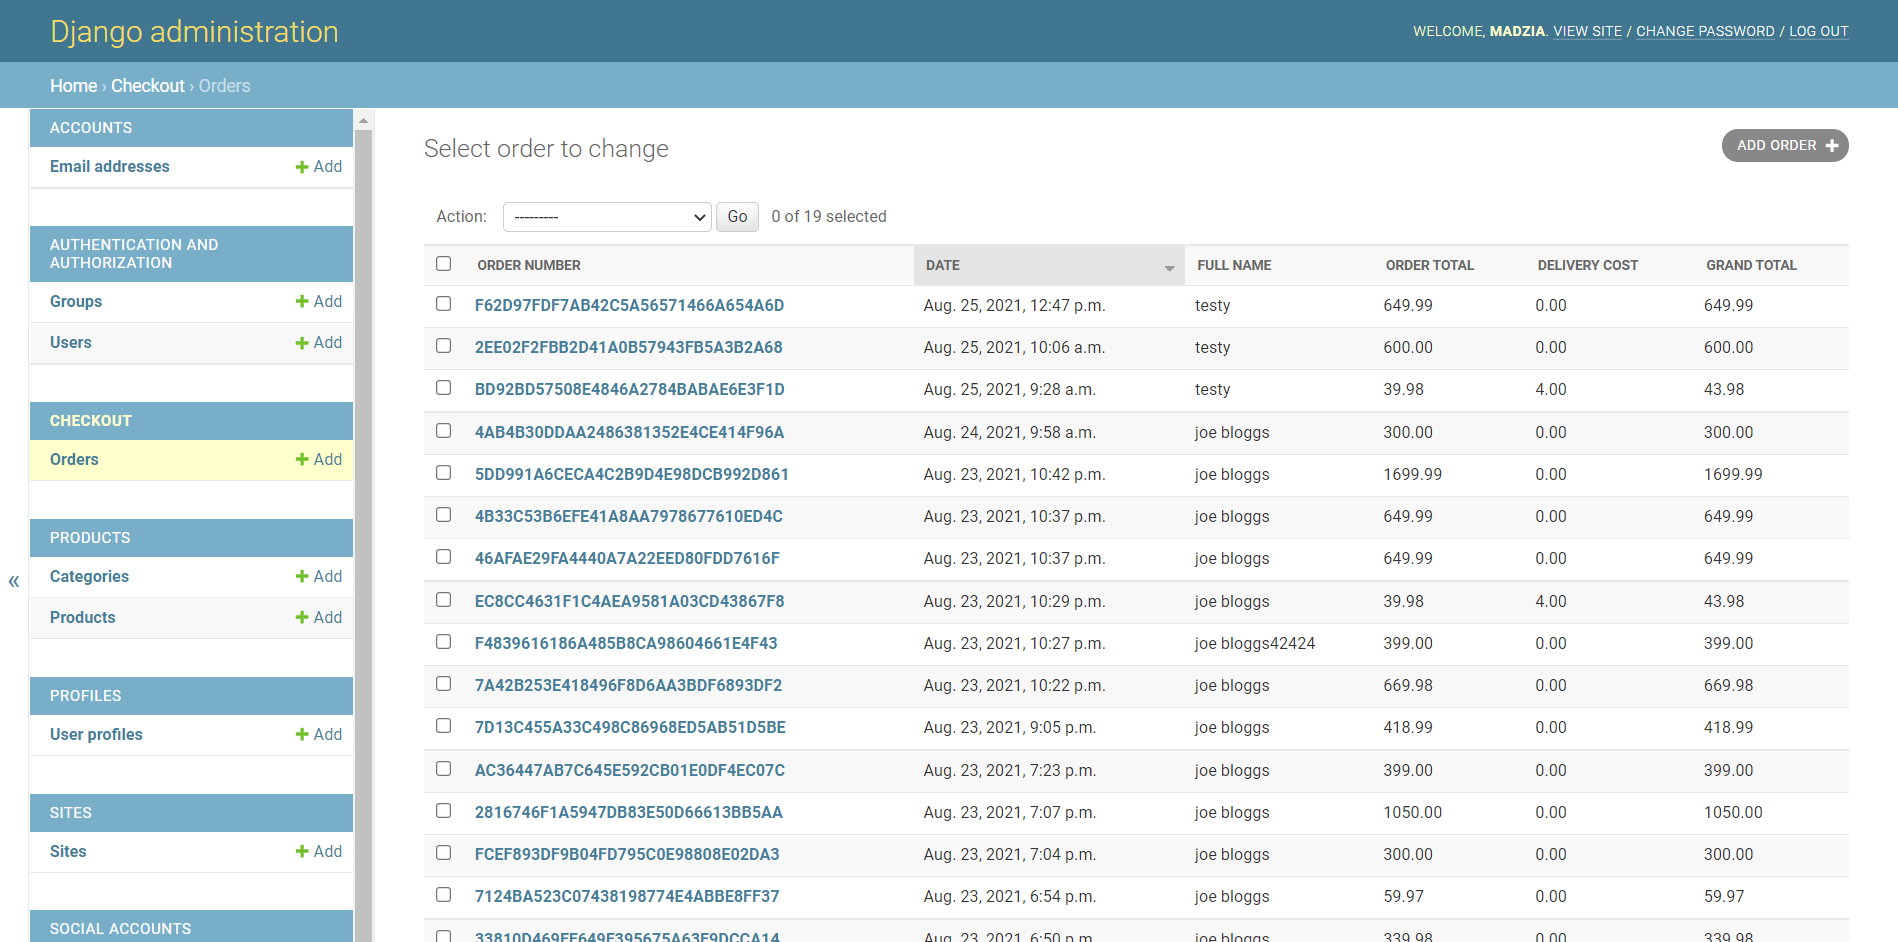 Django administration
WELCOME, MADZIA. VIEW SITE / CHANGE PASSWORD / LOG OUT
Home › Checkout › Orders
ACCOUNTS
Email addresses Add
AUTHENTICATION AND
AUTHORIZATION
Groups Add
Users Add
CHECKOUT
Orders Add
PRODUCTS
Categories Add
Products Add
PROFILES
User profiles Add
SITES
Sites Add
SOCIAL ACCOUNTS
«
Select order to change
ADD ORDER
Action: --------- Go 0 of 19 selected
ORDER NUMBER DATE FULL NAME ORDER TOTAL DELIVERY COST GRAND TOTAL
F62D97FDF7AB42C5A56571466A654A6D Aug. 25, 2021, 12:47 p.m. testy 649.99 0.00 649.99
2EE02F2FBB2D41A0B57943FB5A3B2A68 Aug. 25, 2021, 10:06 a.m. testy 600.00 0.00 600.00
BD92BD57508E4846A2784BABAE6E3F1D Aug. 25, 2021, 9:28 a.m. testy 39.98 4.00 43.98
4AB4B30DDAA2486381352E4CE414F96A Aug. 24, 2021, 9:58 a.m. joe bloggs 300.00 0.00 300.00
5DD991A6CECA4C2B9D4E98DCB992D861 Aug. 23, 2021, 10:42 p.m. joe bloggs 1699.99 0.00 1699.99
4B33C53B6EFE41A8AA7978677610ED4C Aug. 23, 2021, 10:37 p.m. joe bloggs 649.99 0.00 649.99
46AFAE29FA4440A7A22EED80FDD7616F Aug. 23, 2021, 10:37 p.m. joe bloggs 649.99 0.00 649.99
EC8CC4631F1C4AEA9581A03CD43867F8 Aug. 23, 2021, 10:29 p.m. joe bloggs 39.98 4.00 43.98
F4839616186A485B8CA98604661E4F43 Aug. 23, 2021, 10:27 p.m. joe bloggs42424 399.00 0.00 399.00
7A42B253E418496F8D6AA3BDF6893DF2 Aug. 23, 2021, 10:22 p.m. joe bloggs 669.98 0.00 669.98
7D13C455A33C498C86968ED5AB51D5BE Aug. 23, 2021, 9:05 p.m. joe bloggs 418.99 0.00 418.99
AC36447AB7C645E592CB01E0DF4EC07C Aug. 23, 2021, 7:23 p.m. joe bloggs 399.00 0.00 399.00
2816746F1A5947DB83E50D66613BB5AA Aug. 23, 2021, 7:07 p.m. joe bloggs 1050.00 0.00 1050.00
FCEF893DF9B04FD795C0E98808E02DA3 Aug. 23, 2021, 7:04 p.m. joe bloggs 300.00 0.00 300.00
7124BA523C07438198774E4ABBE8FF37 Aug. 23, 2021, 6:54 p.m. joe bloggs 59.97 0.00 59.97
Aug. 23, 2021, 6:50 p.m. joe bloggs 339.98 0.00 339.98